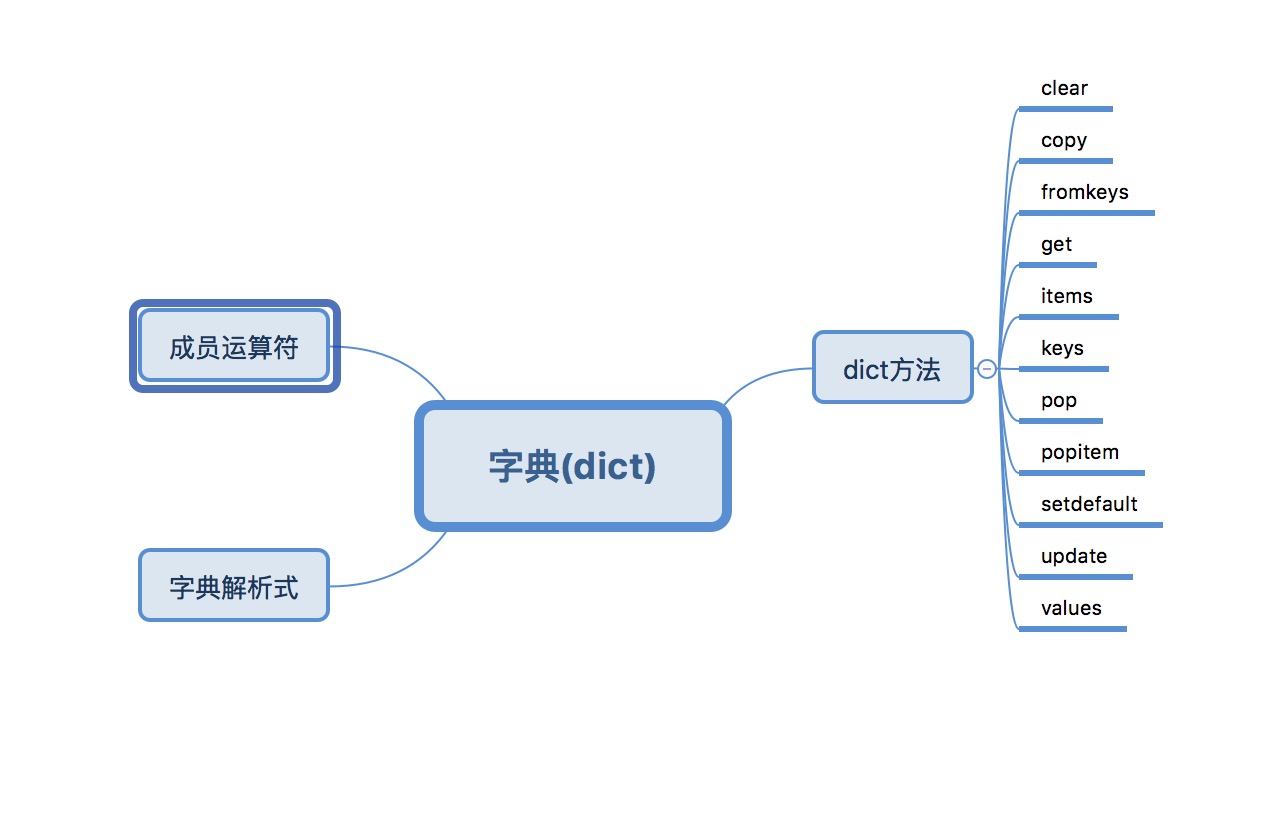 字典(dict)
成员运算符
字典解析式
dict方法
clear
copy
fromkeys
get
items
keys
pop
popitem
setdefault
update
values